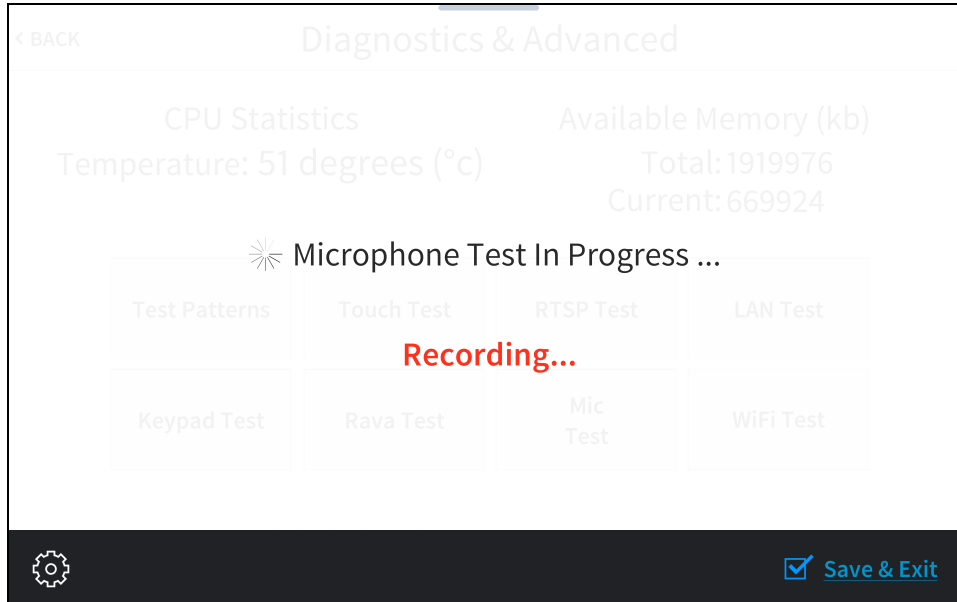 < BACK
Diagnostics & Advanced
CPU Statistics
Available Memory (kb)
Temperature: 51 degrees (°c)
Total: 1919976
Current: 669924
Microphone Test In Progress ...
Test Patterns
Touch Test
RTSP Test
LAN Test
Recording...
Keypad Test
Rava Test
Mic
Test
WiFi Test
Save & Exit